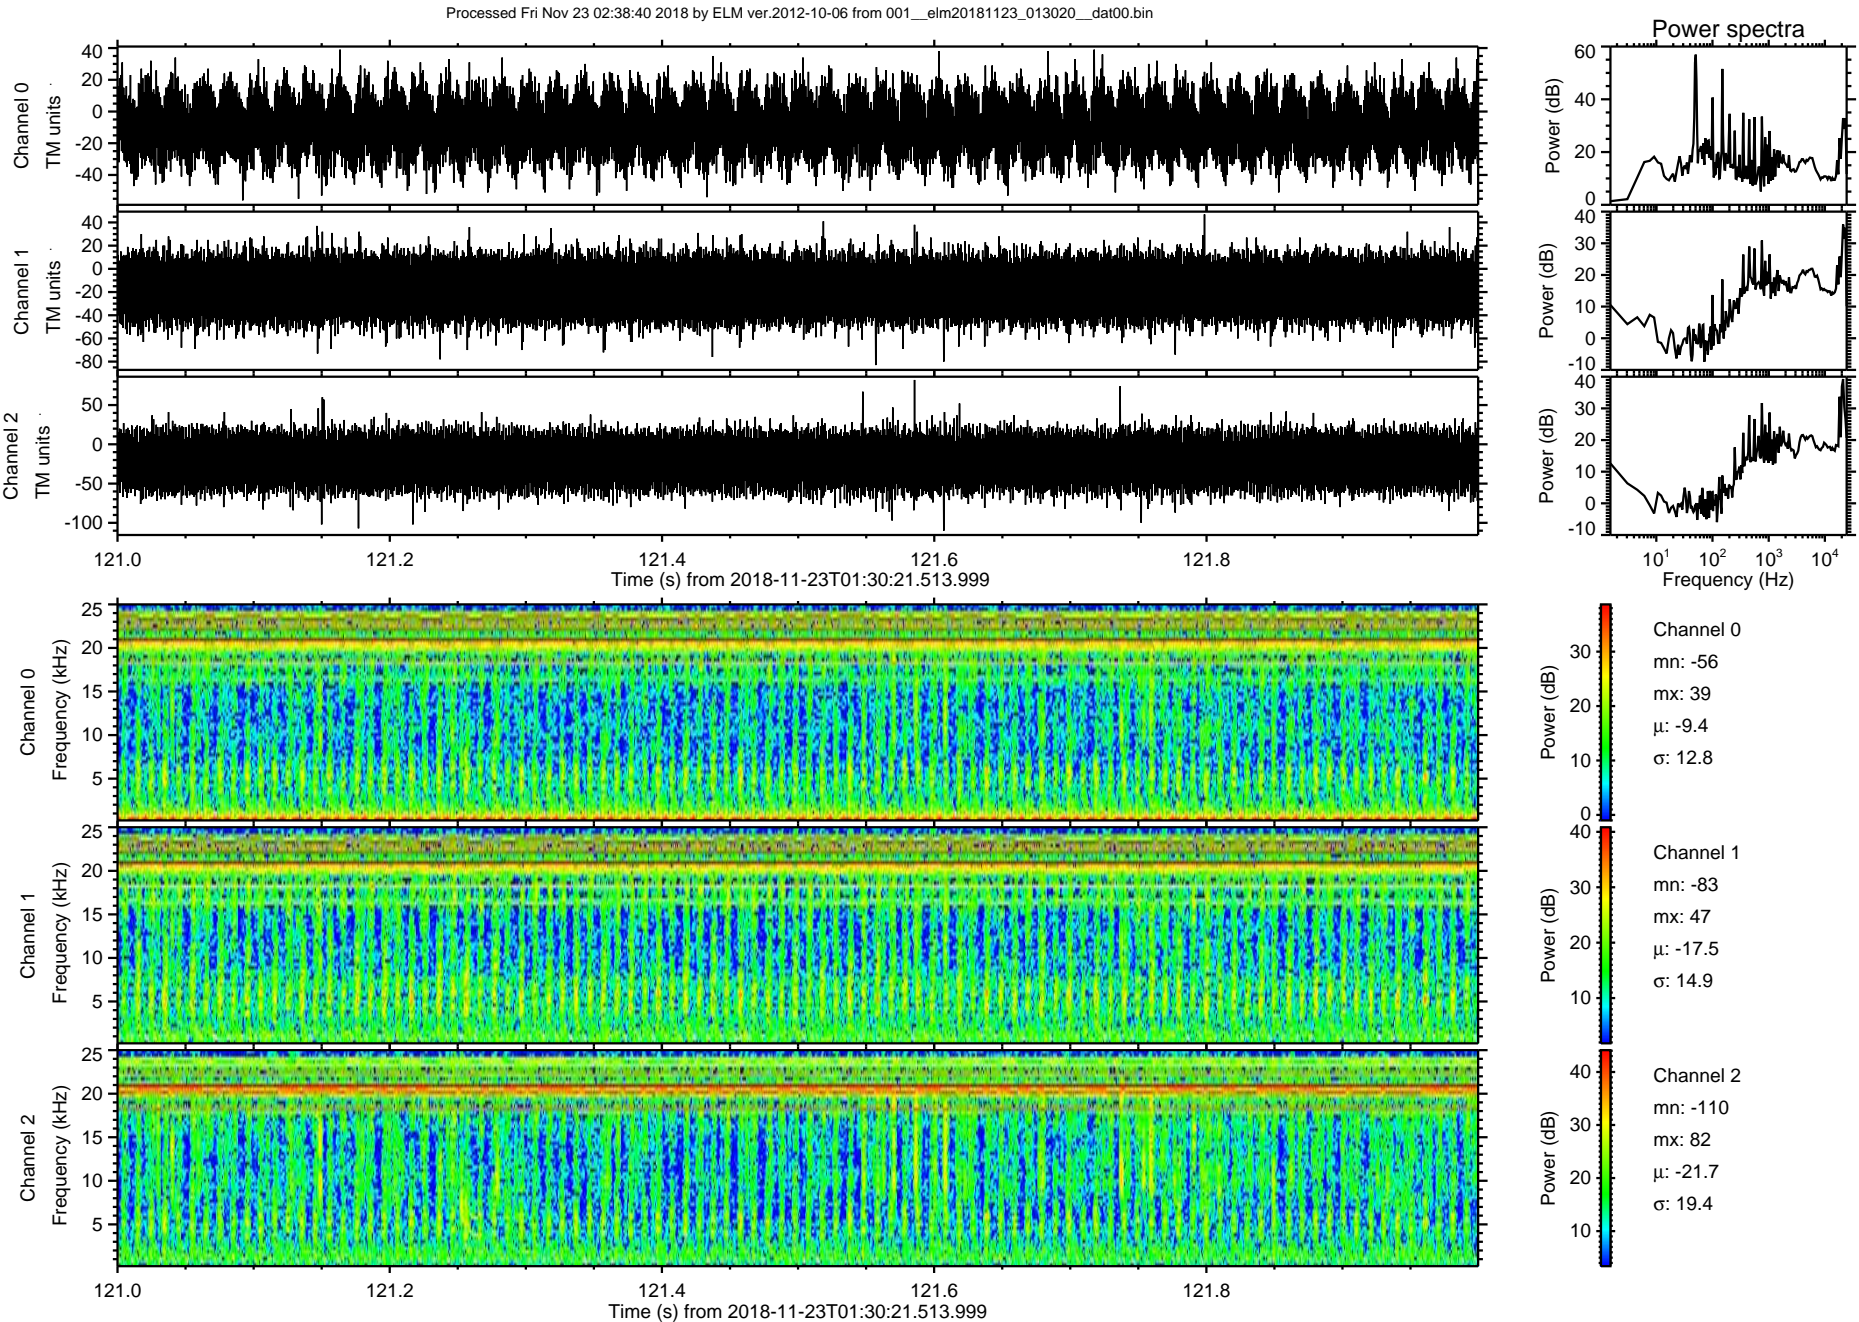 Processed Fri Nov 23 02:38:40 2018 by ELM ver.2012-10-06 from 001__elm20181123_013020__dat00.bin
Power spectra
Channel 0
TM units
40
20
0
-20
-40
Power (dB)
60
40
20
0
Channel 1
TM units
40
20
0
-20
-40
-60
-80
Power (dB)
40
30
20
10
0
-10
Channel 2
TM units
50
0
-50
-100
Power (dB)
40
30
20
10
0
-10
121.0 121.2 121.4 121.6 121.8
Time (s) from 2018-11-23T01:30:21.513.999
10^1 10^2 10^3 10^4
Frequency (Hz)
Channel 0
Frequency (kHz)
25
20
15
10
5
Power (dB)
30
20
10
0
Channel 0
mn: -56
mx: 39
μ: -9.4
σ: 12.8
Channel 1
Frequency (kHz)
25
20
15
10
5
Power (dB)
40
30
20
10
Channel 1
mn: -83
mx: 47
μ: -17.5
σ: 14.9
Channel 2
Frequency (kHz)
25
20
15
10
5
Power (dB)
40
30
20
10
Channel 2
mn: -110
mx: 82
μ: -21.7
σ: 19.4
121.0 121.2 121.4 121.6 121.8
Time (s) from 2018-11-23T01:30:21.513.999